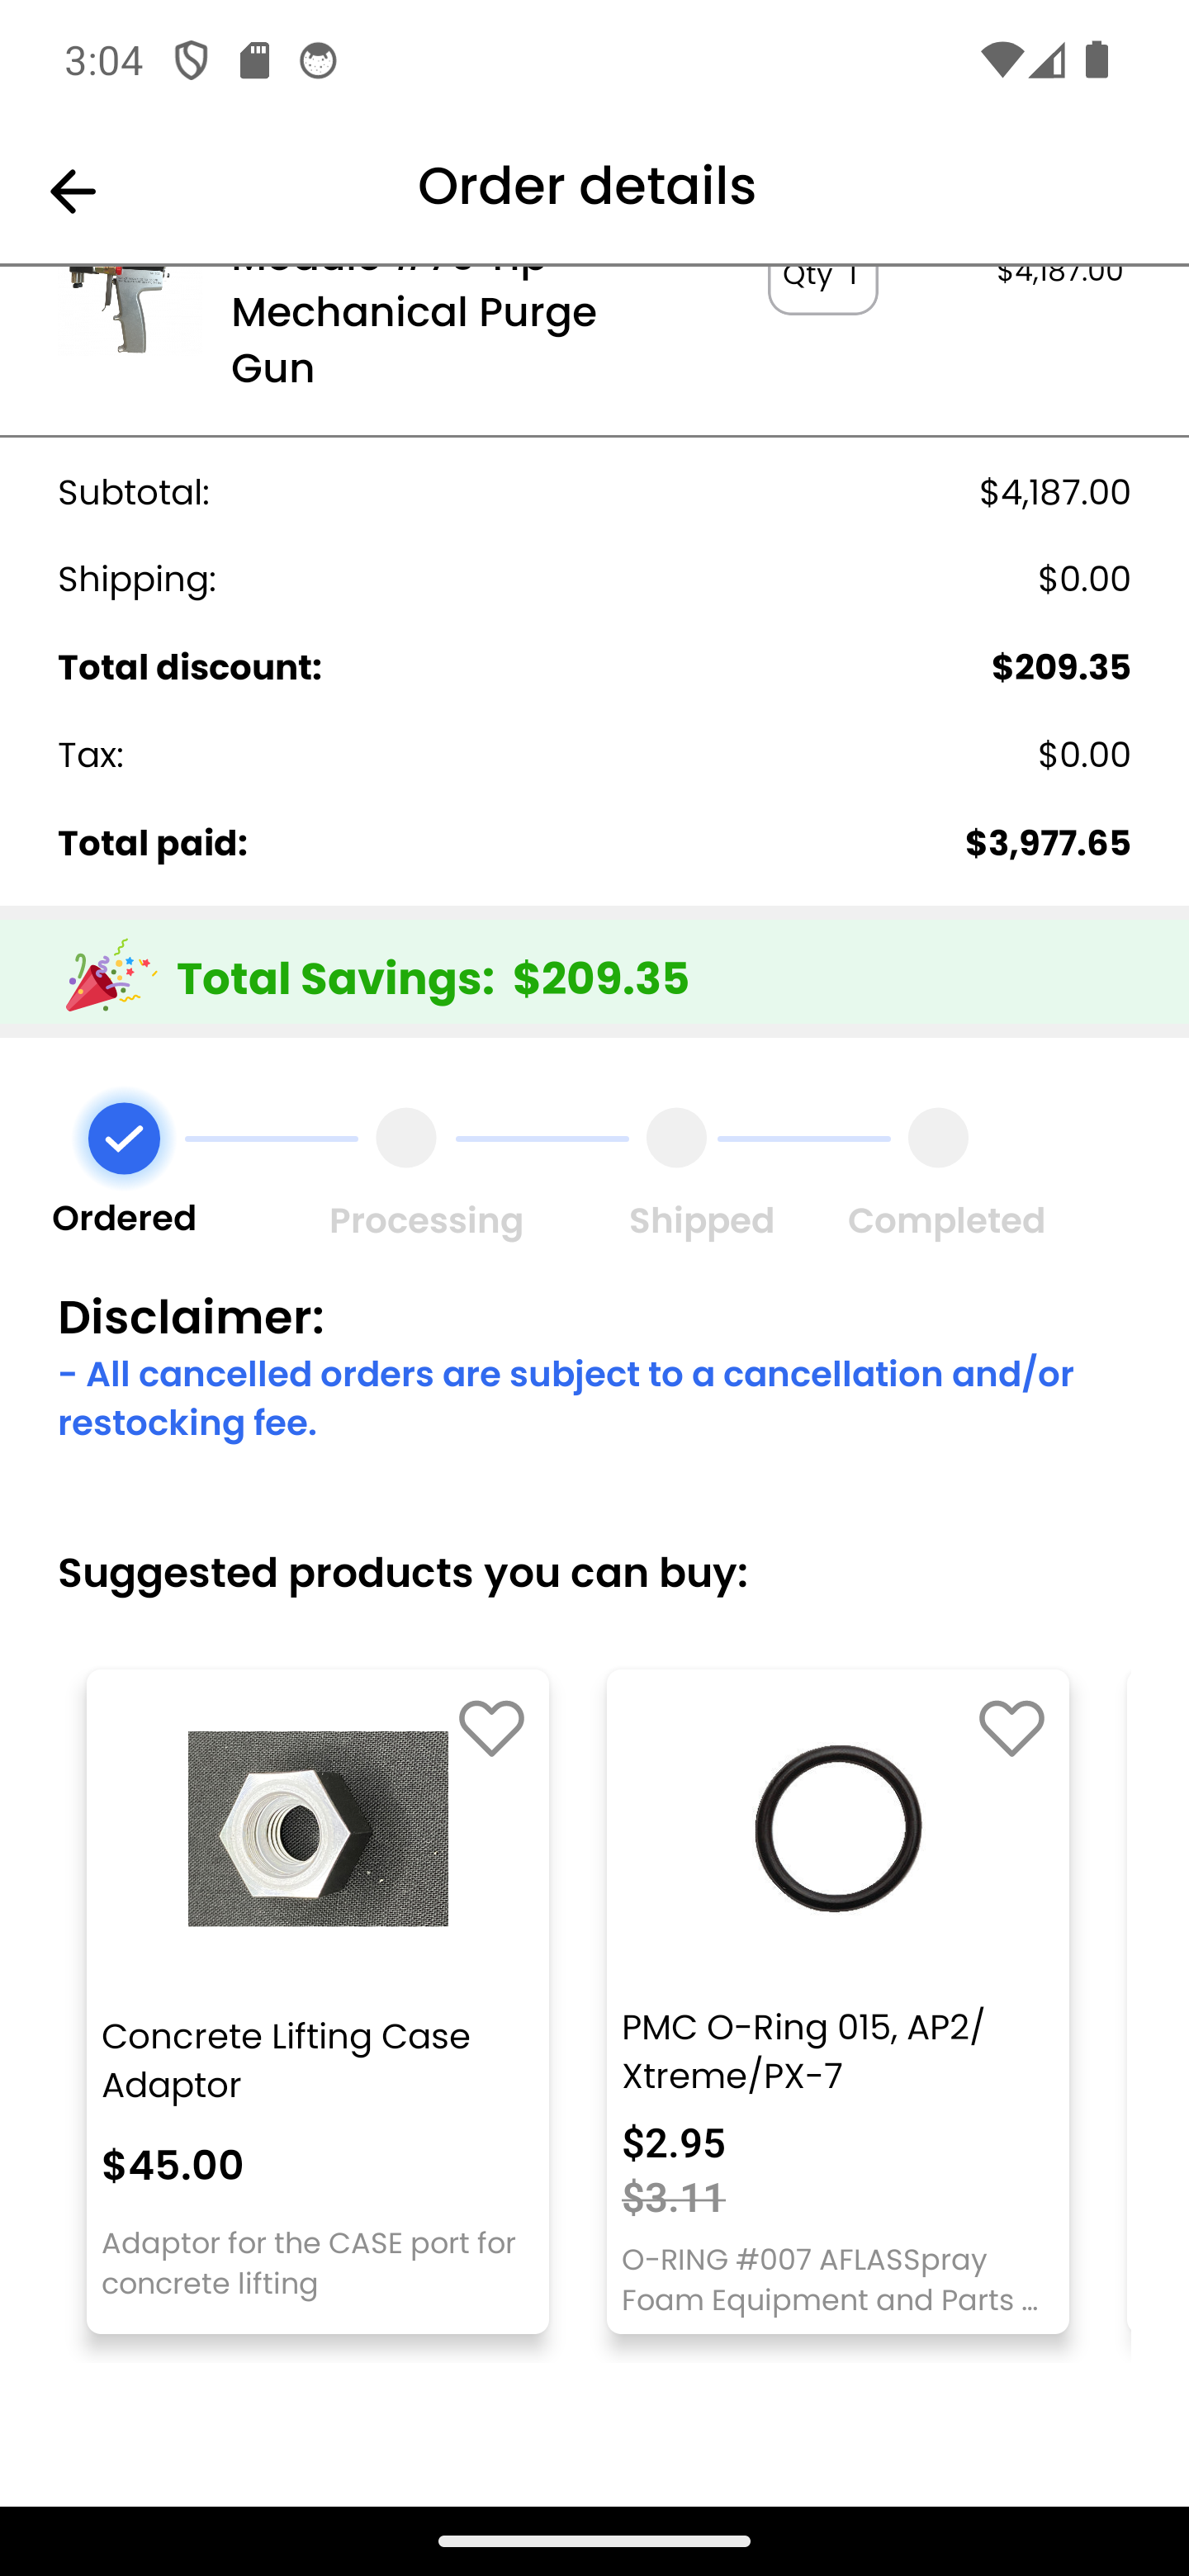 3:04
Order details
Qty 1
$4,187.00
Mechanical Purge
Gun
Subtotal:
$4,187.00
Shipping:
$0.00
Total discount:
$209.35
Tax:
$0.00
Total paid:
$3,977.65
Total Savings: $209.35
Ordered
Processing
Shipped
Completed
Disclaimer:
- All cancelled orders are subject to a cancellation and/or
restocking fee.
Suggested products you can buy:
Concrete Lifting Case
Adaptor
$45.00
Adaptor for the CASE port for
concrete lifting
PMC O-Ring 015, AP2/
Xtreme/PX-7
$2.95
$3.11
O-RING #007 AFLASSpray
Foam Equipment and Parts ...